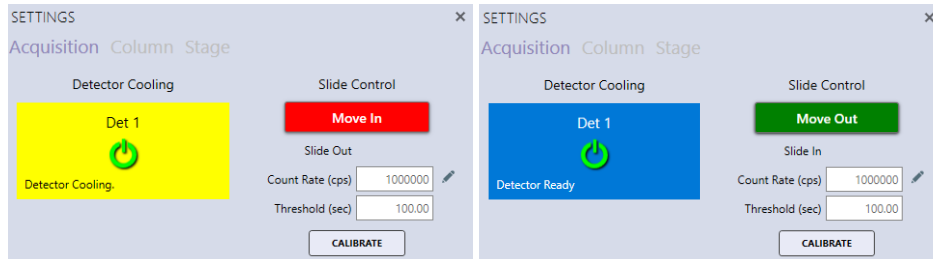 SETTINGS ×
Acquisition Column Stage
Detector Cooling
Slide Control
Det 1
Move In
Slide Out
Detector Cooling.
Count Rate (cps) 1000000
Threshold (sec) 100.00
CALIBRATE
SETTINGS ×
Acquisition Column Stage
Detector Cooling
Slide Control
Det 1
Move Out
Slide In
Detector Ready
Count Rate (cps) 1000000
Threshold (sec) 100.00
CALIBRATE